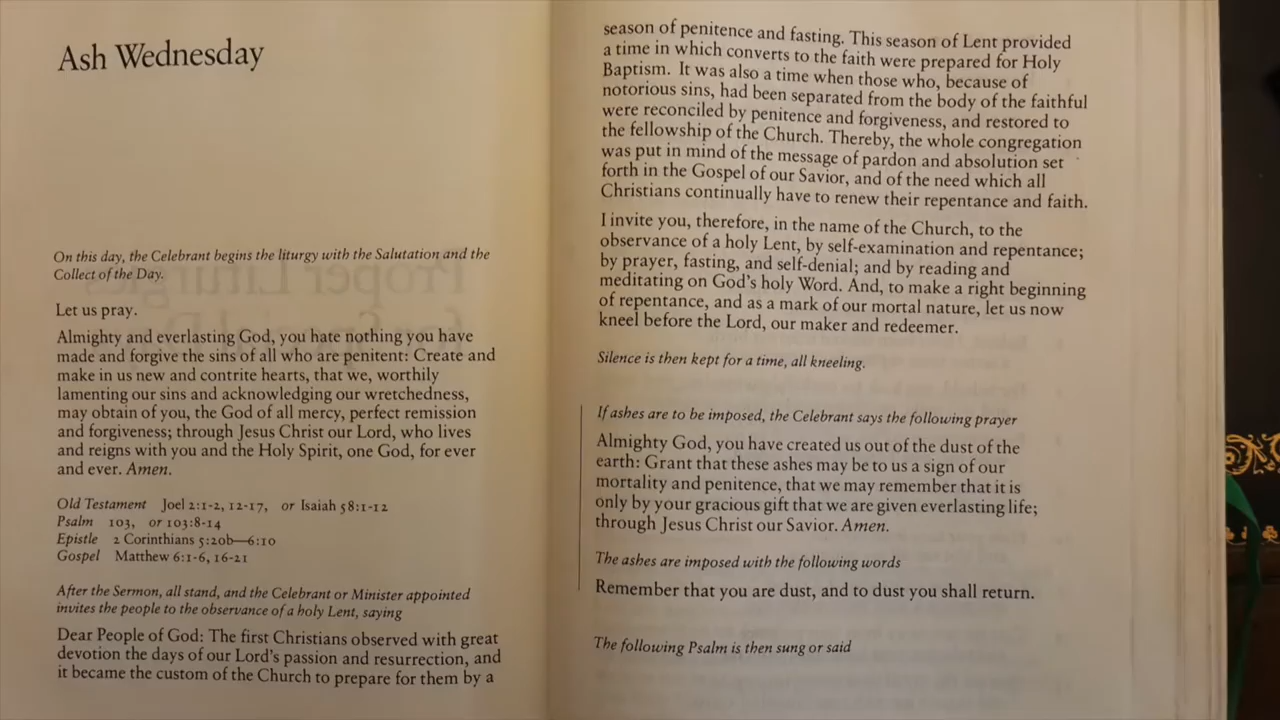 Ash Wednesday
On this day, the Celebrant begins the liturgy with the Salutation and the
Collect of the Day.
Let us pray.
Almighty and everlasting God, you hate nothing you have
made and forgive the sins of all who are penitent: Create and
make in us new and contrite hearts, that we, worthily
lamenting our sins and acknowledging our wretchedness,
may obtain of you, the God of all mercy, perfect remission
and forgiveness; through Jesus Christ our Lord, who lives
and reigns with you and the Holy Spirit, one God, for ever
and ever. Amen.
Old Testament Joel 2:1-2, 12-17, or Isaiah 58:1-12
Psalm 103, or 103:8-14
Epistle 2 Corinthians 5:20b—6:10
Gospel Matthew 6:1-6, 16-21
After the Sermon, all stand, and the Celebrant or Minister appointed
invites the people to the observance of a holy Lent, saying
Dear People of God: The first Christians observed with great
devotion the days of our Lord's passion and resurrection, and
it became the custom of the Church to prepare for them by a
season of penitence and fasting. This season of Lent provided
a time in which converts to the faith were prepared for Holy
Baptism. It was also a time when those who, because of
notorious sins, had been separated from the body of the faithful
were reconciled by penitence and forgiveness, and restored to
the fellowship of the Church. Thereby, the whole congregation
was put in mind of the message of pardon and absolution set
forth in the Gospel of our Savior, and of the need which all
Christians continually have to renew their repentance and faith.
I invite you, therefore, in the name of the Church, to the
observance of a holy Lent, by self-examination and repentance;
by prayer, fasting, and self-denial; and by reading and
meditating on God's holy Word. And, to make a right beginning
of repentance, and as a mark of our mortal nature, let us now
kneel before the Lord, our maker and redeemer.
Silence is then kept for a time, all kneeling.
If ashes are to be imposed, the Celebrant says the following prayer
Almighty God, you have created us out of the dust of the
earth: Grant that these ashes may be to us a sign of our
mortality and penitence, that we may remember that it is
only by your gracious gift that we are given everlasting life;
through Jesus Christ our Savior. Amen.
The ashes are imposed with the following words
Remember that you are dust, and to dust you shall return.
The following Psalm is then sung or said